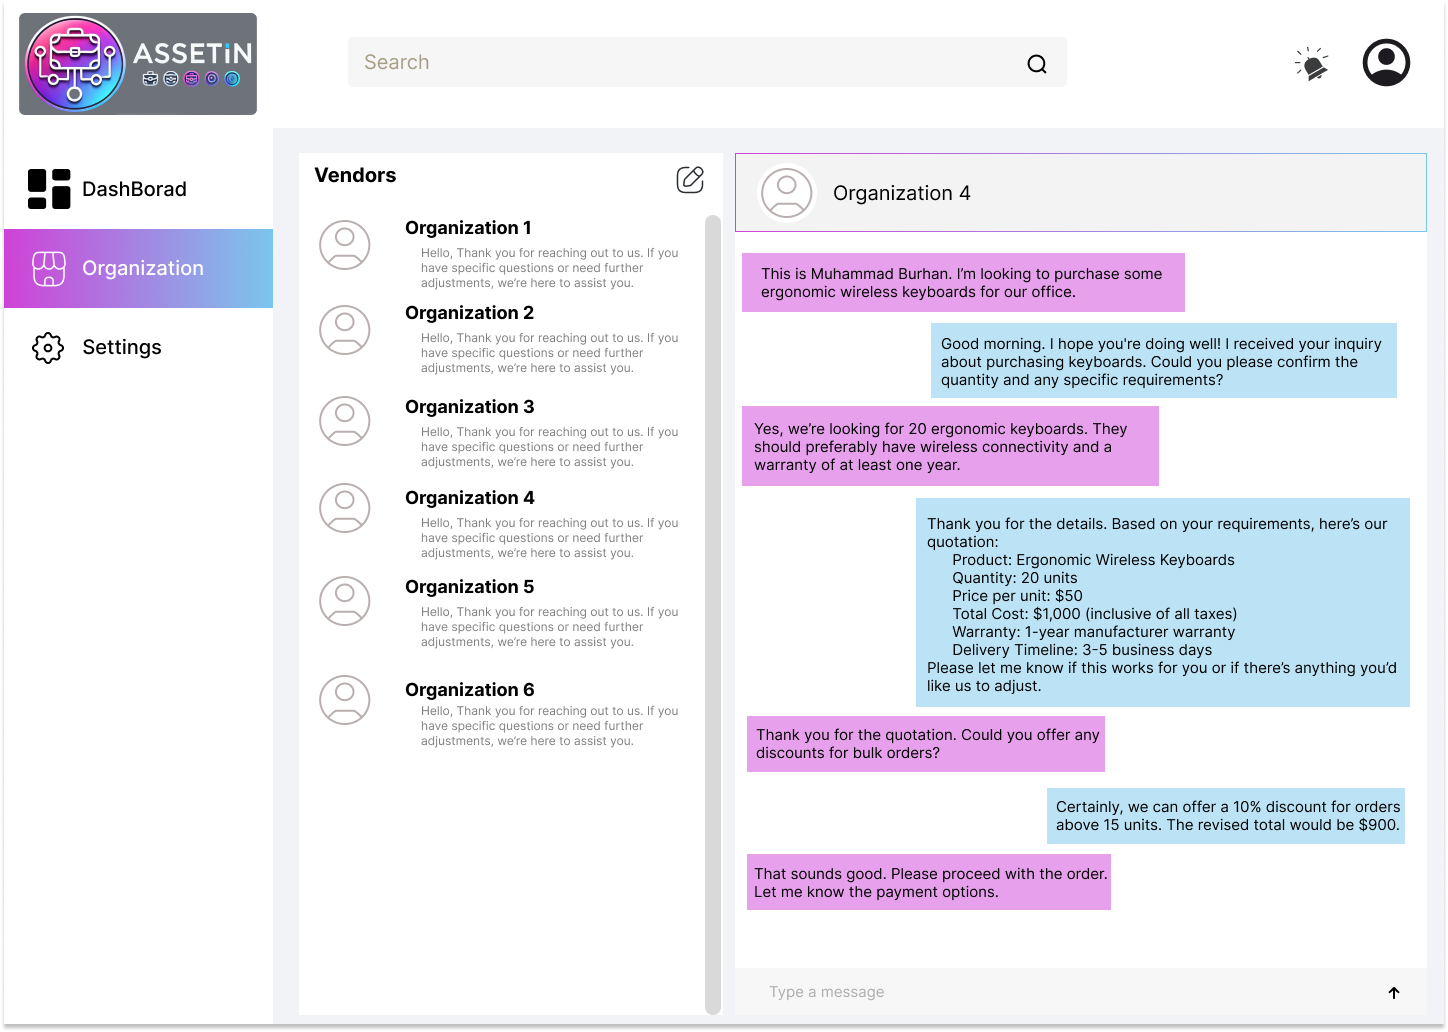 ASSETiN
Search
DashBorad
Organization
Settings
Vendors
Organization 1
Hello, Thank you for reaching out to us. If you
have specific questions or need further
adjustments, we’re here to assist you.
Organization 2
Hello, Thank you for reaching out to us. If you
have specific questions or need further
adjustments, we’re here to assist you.
Organization 3
Hello, Thank you for reaching out to us. If you
have specific questions or need further
adjustments, we’re here to assist you.
Organization 4
Hello, Thank you for reaching out to us. If you
have specific questions or need further
adjustments, we’re here to assist you.
Organization 5
Hello, Thank you for reaching out to us. If you
have specific questions or need further
adjustments, we’re here to assist you.
Organization 6
Hello, Thank you for reaching out to us. If you
have specific questions or need further
adjustments, we’re here to assist you.
Organization 4
This is Muhammad Burhan. I’m looking to purchase some
ergonomic wireless keyboards for our office.
Good morning. I hope you're doing well! I received your inquiry
about purchasing keyboards. Could you please confirm the
quantity and any specific requirements?
Yes, we’re looking for 20 ergonomic keyboards. They
should preferably have wireless connectivity and a
warranty of at least one year.
Thank you for the details. Based on your requirements, here’s our
quotation:
Product: Ergonomic Wireless Keyboards
Quantity: 20 units
Price per unit: $50
Total Cost: $1,000 (inclusive of all taxes)
Warranty: 1-year manufacturer warranty
Delivery Timeline: 3-5 business days
Please let me know if this works for you or if there’s anything you’d
like us to adjust.
Thank you for the quotation. Could you offer any
discounts for bulk orders?
Certainly, we can offer a 10% discount for orders
above 15 units. The revised total would be $900.
That sounds good. Please proceed with the order.
Let me know the payment options.
Type a message